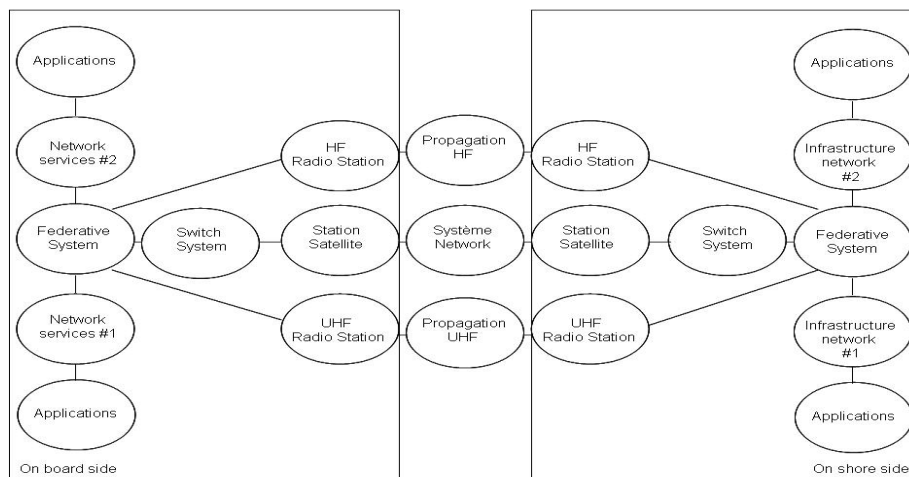 Applications
Network
services #2
Federative
System
Network
services #1
Applications
On board side
Switch
System
HF
Radio Station
Station
Satellite
UHF
Radio Station
Propagation
HF
Système
Network
Propagation
UHF
HF
Radio Station
Station
Satellite
UHF
Radio Station
Switch
System
Applications
Infrastructure
network
#2
Federative
System
Infrastructure
network
#1
Applications
On shore side